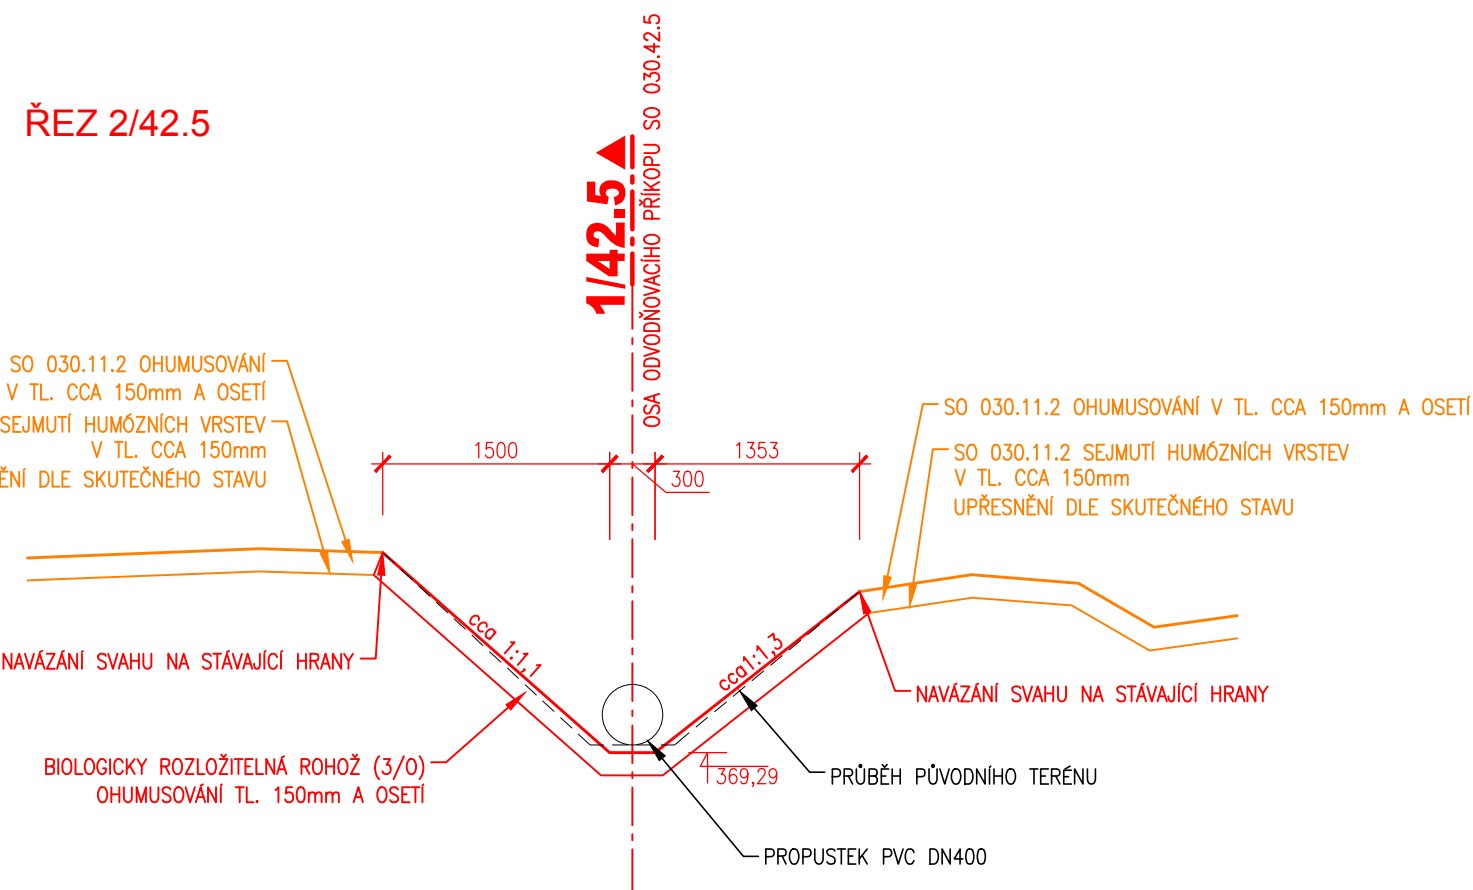 ŘEZ 2/42.5
1/42.5
OSA ODVODŇOVACÍHO PŘÍKOPU SO 030.42.5
SO 030.11.2 OHUMUSOVÁNÍ
V TL. CCA 150mm A OSETÍ
SEJMUTÍ HUMÓZNÍCH VRSTEV
V TL. CCA 150mm
DLE SKUTEČNÉHO STAVU
1500
1353
300
SO 030.11.2 OHUMUSOVÁNÍ V TL. CCA 150mm A OSETÍ
SO 030.11.2 SEJMUTÍ HUMÓZNÍCH VRSTEV
V TL. CCA 150mm
UPŘESNĚNÍ DLE SKUTEČNÉHO STAVU
cca 1:1,1
cca1:1,3
NAVÁZÁNÍ SVAHU NA STÁVAJÍCÍ HRANY
NAVÁZÁNÍ SVAHU NA STÁVAJÍCÍ HRANY
BIOLOGICKY ROZLOŽITELNÁ ROHOŽ (3/0)
OHUMUSOVÁNÍ TL. 150mm A OSETÍ
369,29
PRŮBĚH PŮVODNÍHO TERÉNU
PROPUSTEK PVC DN400